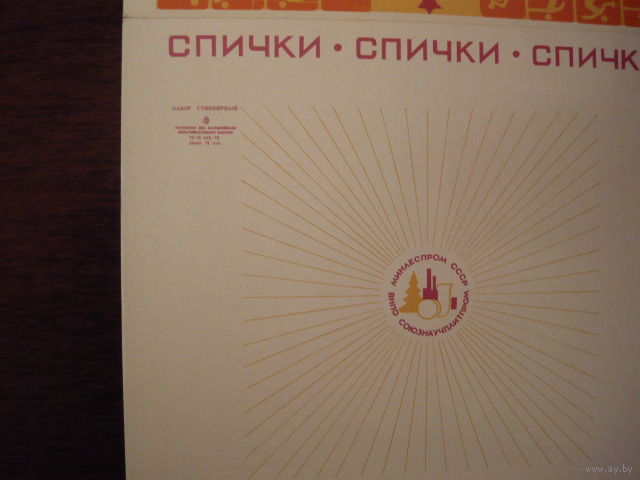 СПИЧКИ • СПИЧКИ • СПИЧК
НАБОР СУВЕНИРНЫЙ
МИНЛЕСПРОМ СССР
ВНПО СОЮЗНАУЧПЛИТПРОМ
www.ay.by